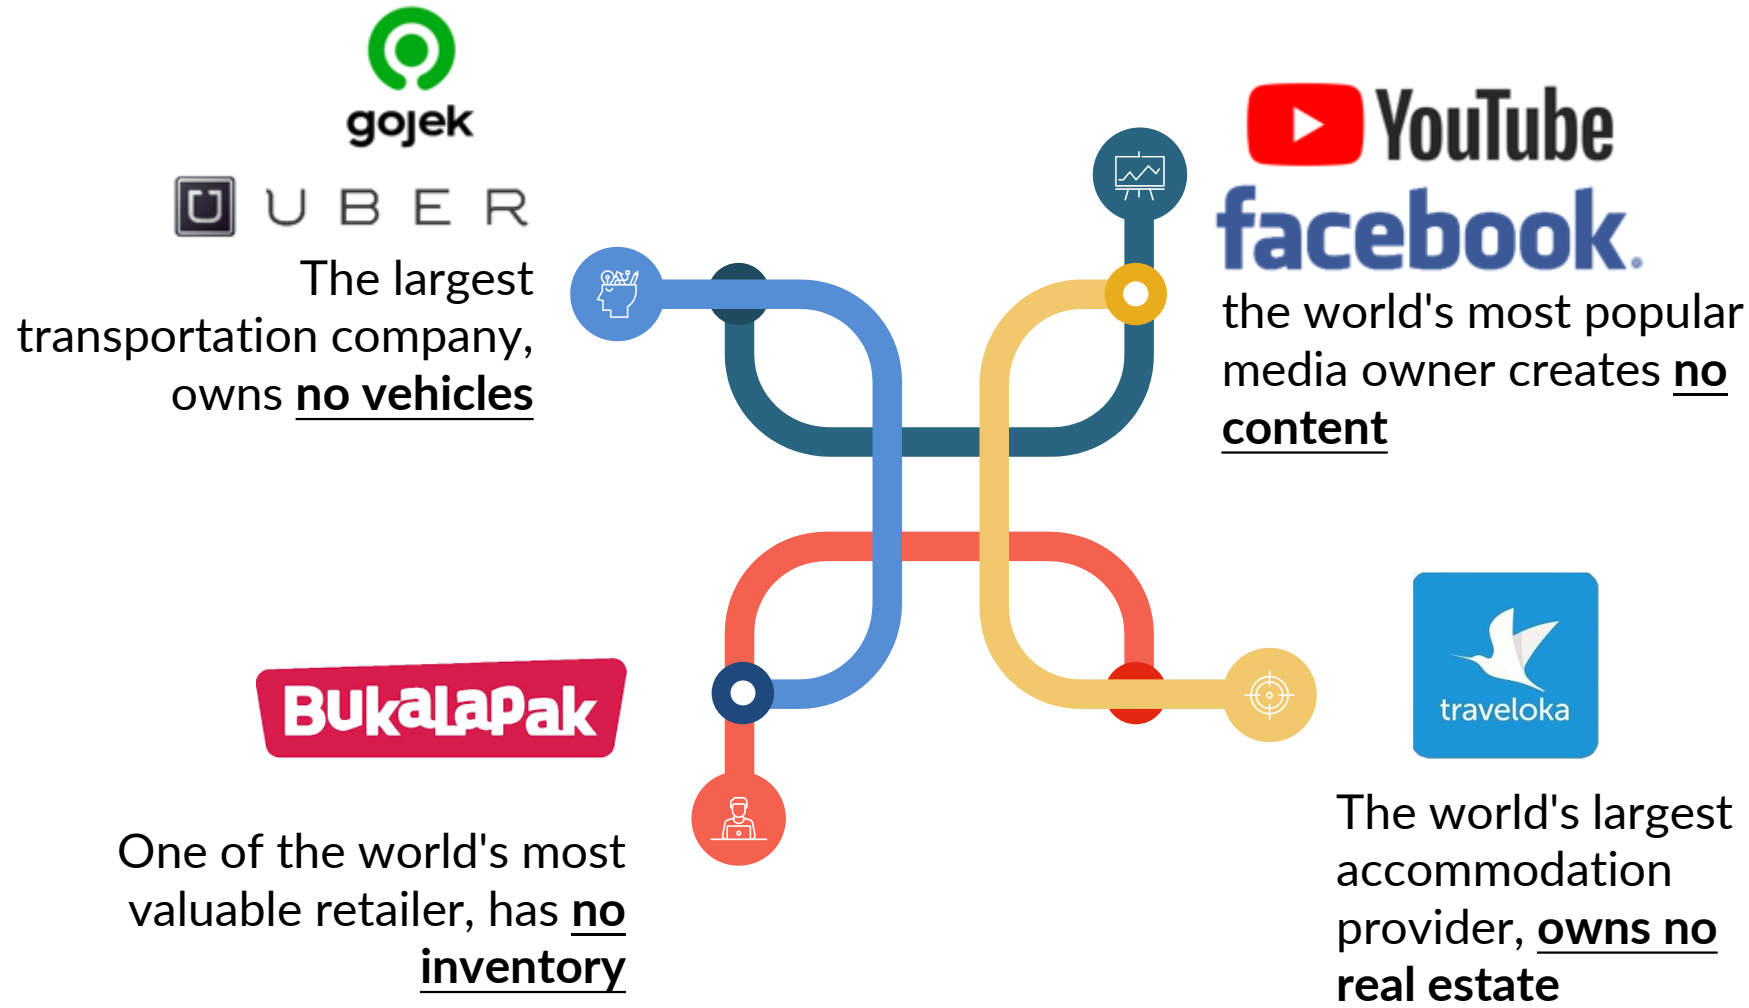 gojek
UBER
The largest
transportation company,
owns no vehicles
YouTube
facebook.
the world's most popular
media owner creates no
content
BUKALAPAK
One of the world's most
valuable retailer, has no
inventory
traveloka
The world's largest
accommodation
provider, owns no
real estate